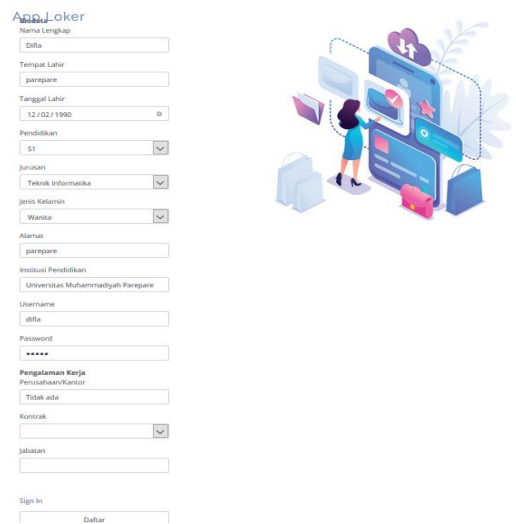 App Loker
Biodata
Nama Lengkap
Difla
Tempat Lahir
parepare
Tanggal Lahir
12 / 02 / 1990
Pendidikan
S1
Jurusan
Teknik Informatika
Jenis Kelamin
Wanita
Alamat
parepare
Institusi Pendidikan
Universitas Muhammadiyah Parepare
Username
difla
Password
•••••
Pengalaman Kerja
Perusahaan/Kantor
Tidak ada
Kontrak
Jabatan
Sign In
Daftar